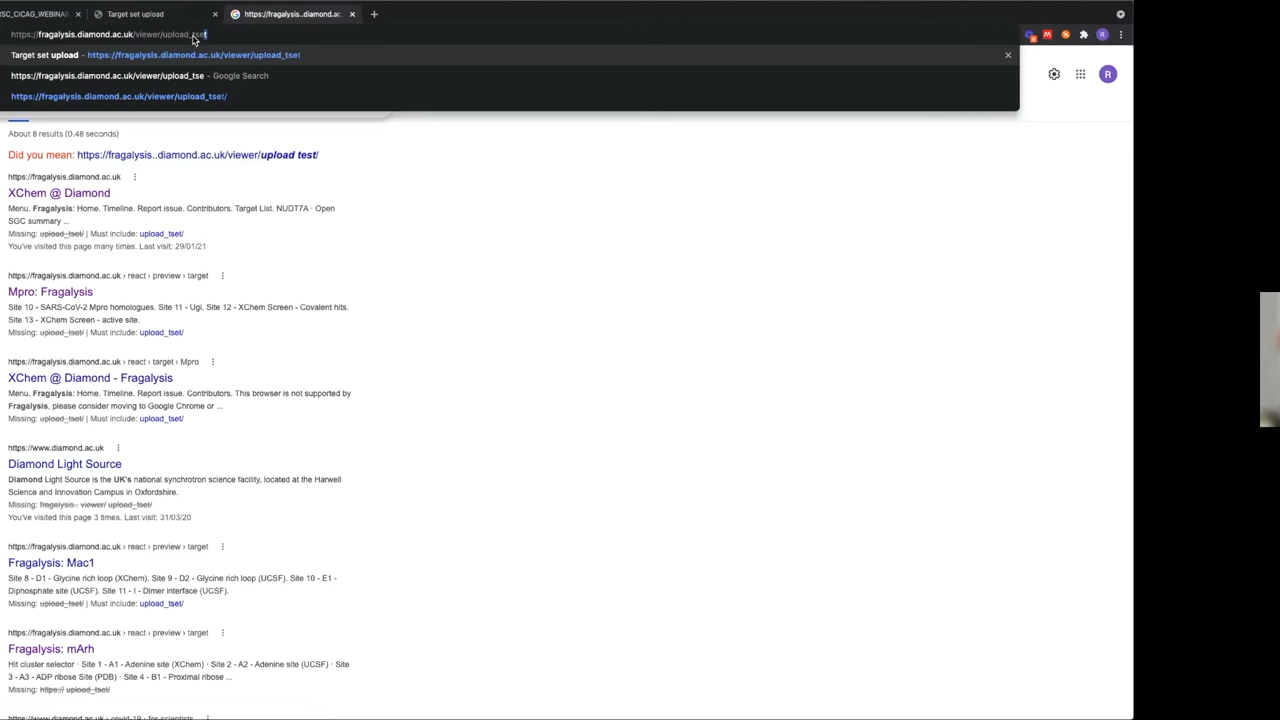 RSC_CICAG_WEBINAR
Target set upload
https://fragalysis..diamond.ac.
https://fragalysis.diamond.ac.uk/viewer/upload_tset
Target set upload - https://fragalysis.diamond.ac.uk/viewer/upload_tset
https://fragalysis.diamond.ac.uk/viewer/upload_tse - Google Search
https://fragalysis.diamond.ac.uk/viewer/upload_tset/
R
About 8 results (0.48 seconds)
Did you mean: https://fragalysis..diamond.ac.uk/viewer/upload test/
https://fragalysis.diamond.ac.uk
XChem @ Diamond
Menu. Fragalysis: Home. Timeline. Report issue. Contributors. Target List. NUDT7A · Open
SGC summary ...
Missing: upload_tset/ | Must include: upload_tset/
You've visited this page many times. Last visit: 29/01/21
https://fragalysis.diamond.ac.uk › react › preview › target
Mpro: Fragalysis
Site 10 - SARS-CoV-2 Mpro homologues. Site 11 - Ugi. Site 12 - XChem Screen - Covalent hits.
Site 13 - XChem Screen - active site.
Missing: upload_tset/ | Must include: upload_tset/
https://fragalysis.diamond.ac.uk › react › target › Mpro
XChem @ Diamond - Fragalysis
Menu. Fragalysis: Home. Timeline. Report issue. Contributors. This browser is not supported by
Fragalysis, please consider moving to Google Chrome or ...
Missing: upload_tset/ | Must include: upload_tset/
https://www.diamond.ac.uk
Diamond Light Source
Diamond Light Source is the UK's national synchrotron science facility, located at the Harwell
Science and Innovation Campus in Oxfordshire.
Missing: fragalysis.. viewer/ upload_tset/
You've visited this page 3 times. Last visit: 31/03/20
https://fragalysis.diamond.ac.uk › react › preview › target
Fragalysis: Mac1
Site 8 - D1 - Glycine rich loop (XChem). Site 9 - D2 - Glycine rich loop (UCSF). Site 10 - E1 -
Diphosphate site (UCSF). Site 11 - I - Dimer interface (UCSF).
Missing: upload_tset/ | Must include: upload_tset/
https://fragalysis.diamond.ac.uk › react › preview › target
Fragalysis: mArh
Hit cluster selector · Site 1 - A1 - Adenine site (XChem) · Site 2 - A2 - Adenine site (UCSF) · Site
3 - A3 - ADP ribose Site (PDB) · Site 4 - B1 - Proximal ribose ...
Missing: https:// upload_tset/
https://www.diamond.ac.uk › covid-19 › for-scientists